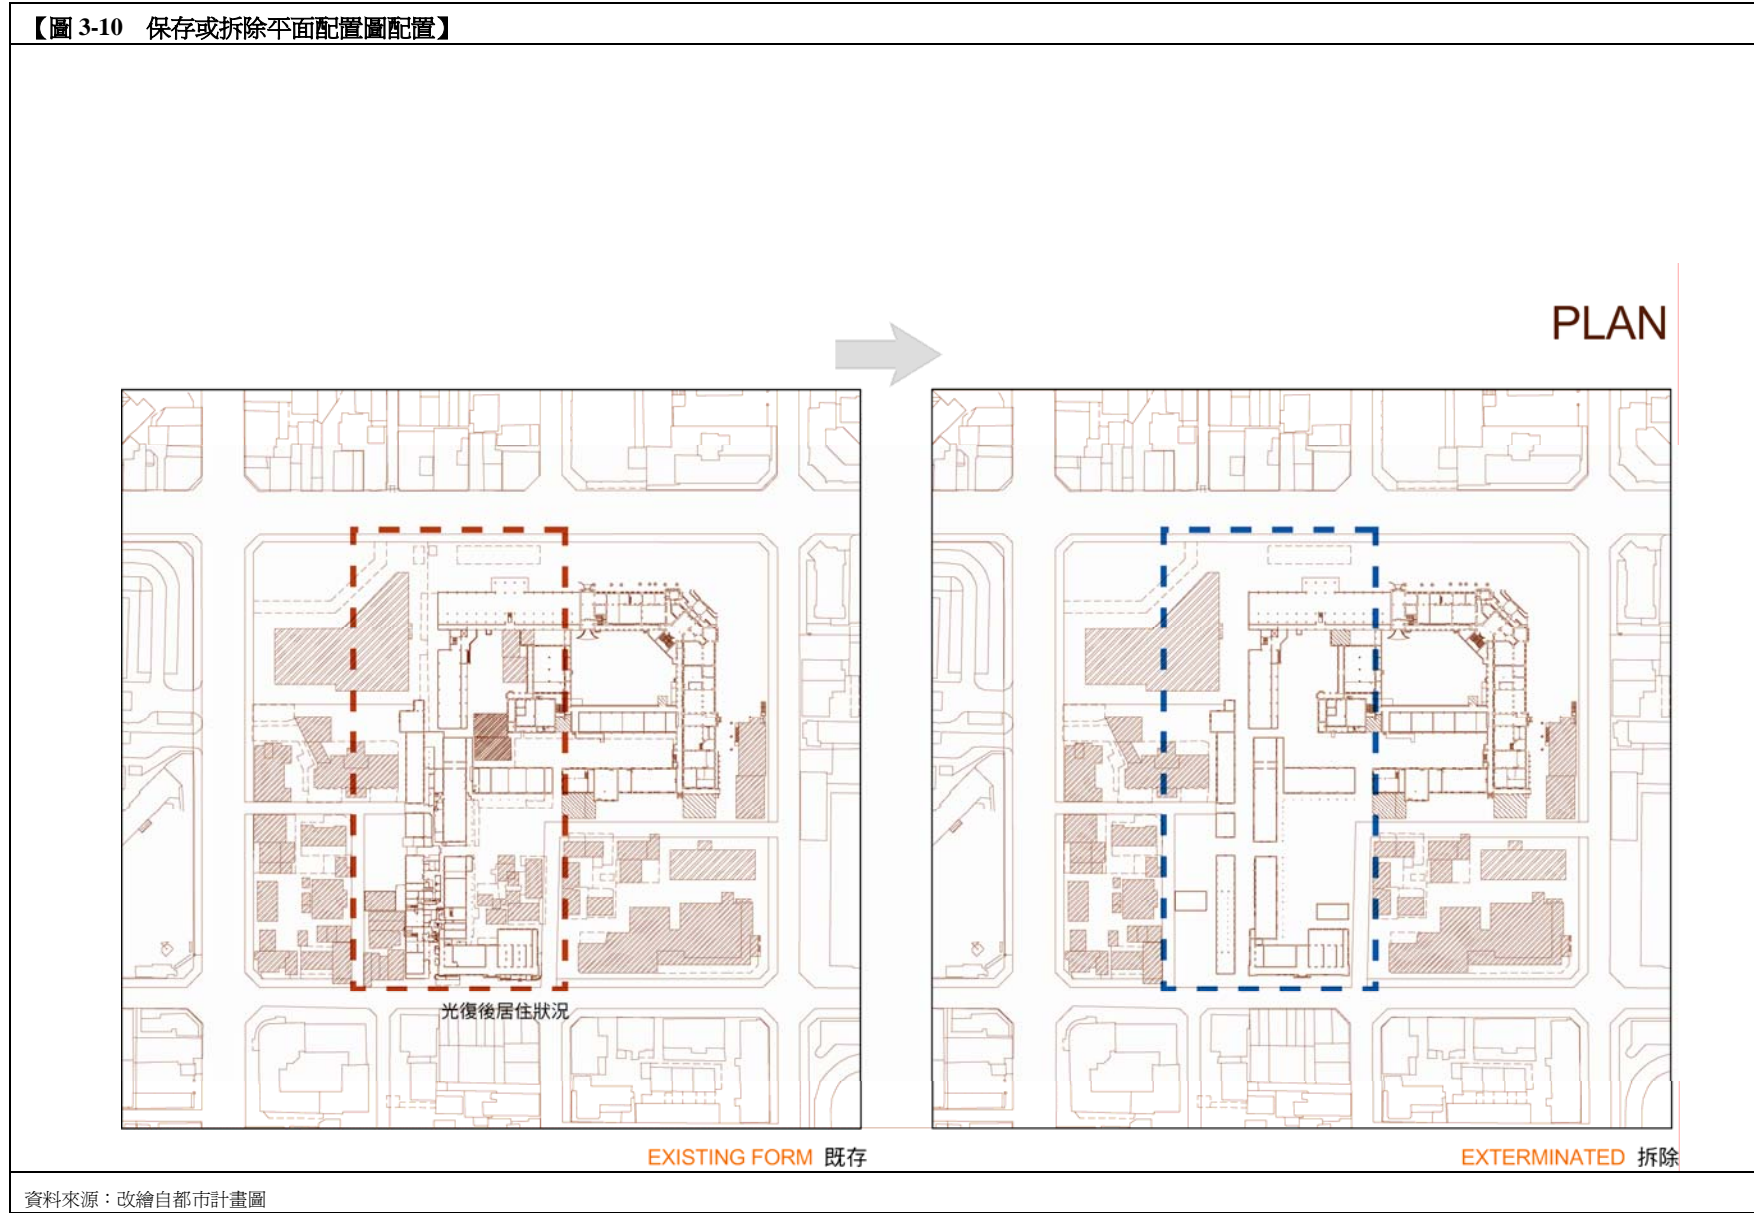 【圖 3-10　保存或拆除平面配置圖配置】
PLAN
光復後居住狀況
EXISTING FORM 既存
EXTERMINATED 拆除
資料來源：改繪自都市計畫圖